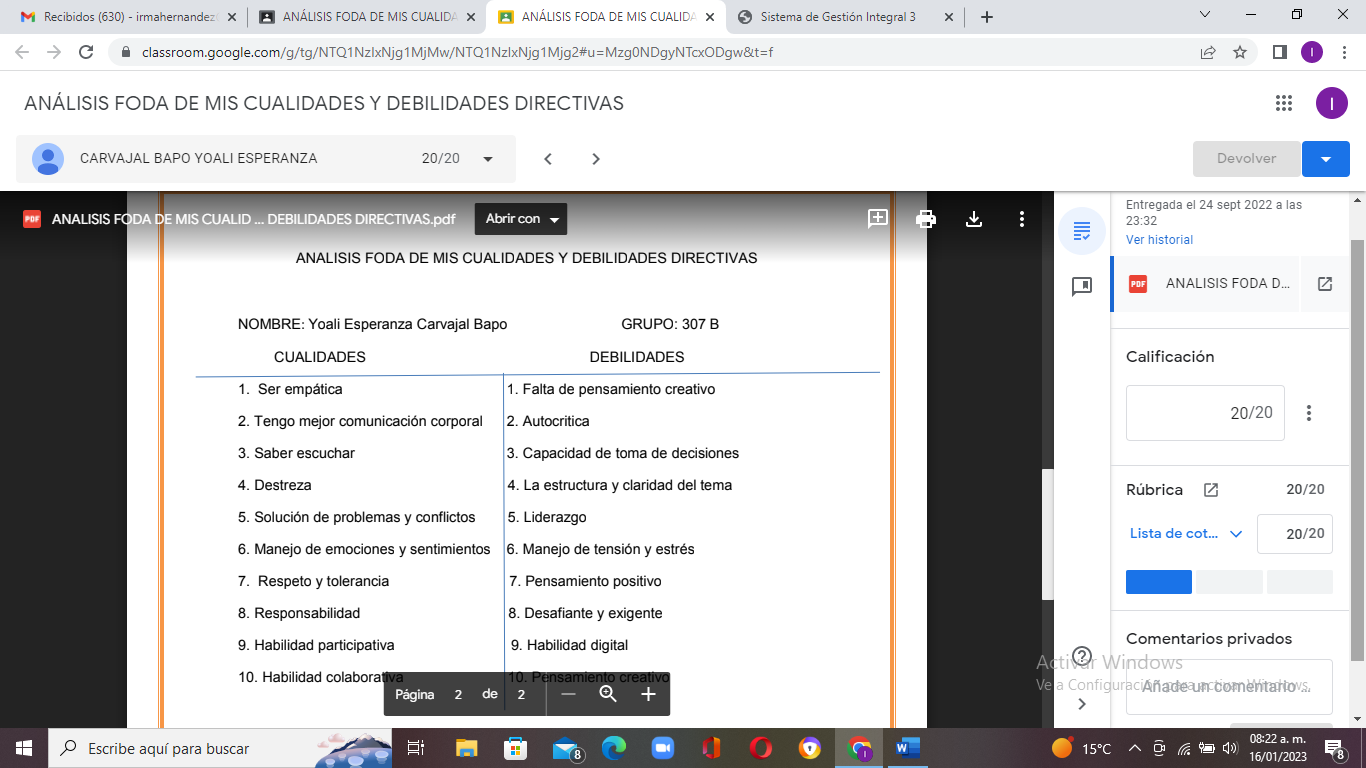 Recibidos (630) - irmahernandez
ANÁLISIS FODA DE MIS CUALIDA
ANÁLISIS FODA DE MIS CUALIDA
Sistema de Gestión Integral 3
classroom.google.com/g/tg/NTQ1NzIxNjg1MjMw/NTQ1NzIxNjg1Mjg2#u=Mzg0NDgyNTcxODgw&t=f
I
ANÁLISIS FODA DE MIS CUALIDADES Y DEBILIDADES DIRECTIVAS
I
CARVAJAL BAPO YOALI ESPERANZA 20/20
Devolver
PDF ANALISIS FODA DE MIS CUALID ... DEBILIDADES DIRECTIVAS.pdf
Abrir con
ANALISIS FODA DE MIS CUALIDADES Y DEBILIDADES DIRECTIVAS
NOMBRE: Yoali Esperanza Carvajal Bapo GRUPO: 307 B
CUALIDADES DEBILIDADES
1. Ser empática 1. Falta de pensamiento creativo
2. Tengo mejor comunicación corporal 2. Autocritica
3. Saber escuchar 3. Capacidad de toma de decisiones
4. Destreza 4. La estructura y claridad del tema
5. Solución de problemas y conflictos 5. Liderazgo
6. Manejo de emociones y sentimientos 6. Manejo de tensión y estrés
7. Respeto y tolerancia 7. Pensamiento positivo
8. Responsabilidad 8. Desafiante y exigente
9. Habilidad participativa 9. Habilidad digital
10. Habilidad colaborativa 10. Pensamiento creativo
Página 2 de 2
Entregada el 24 sept 2022 a las
23:32
Ver historial
PDF ANALISIS FODA D...
Calificación
20/20
Rúbrica 20/20
Lista de cot... 20/20
Comentarios privados
Añade un comentario ...
Activar Windows
Ve a Configuración para activar Windows.
Escribe aquí para buscar
8
15°C
08:22 a. m.
16/01/2023
8